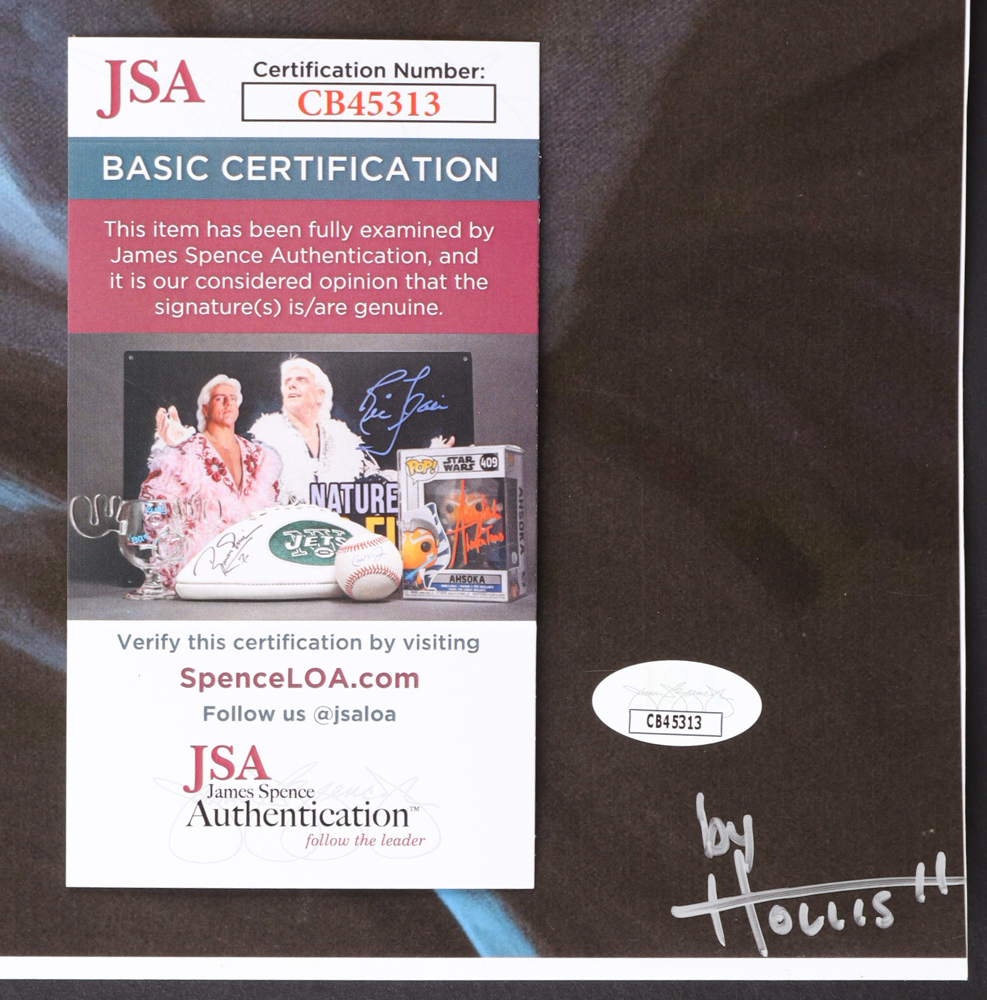 JSA
Certification Number:
CB45313
BASIC CERTIFICATION
This item has been fully examined by
James Spence Authentication, and
it is our considered opinion that the
signature(s) is/are genuine.
NATURE
POP! STAR WARS 409
AHSOKA
JETS
AHSOKA
Verify this certification by visiting
SpenceLOA.com
Follow us @jsaloa
JSA
James Spence
Authentication™
follow the leader
CB45313
by
HOLLIS"